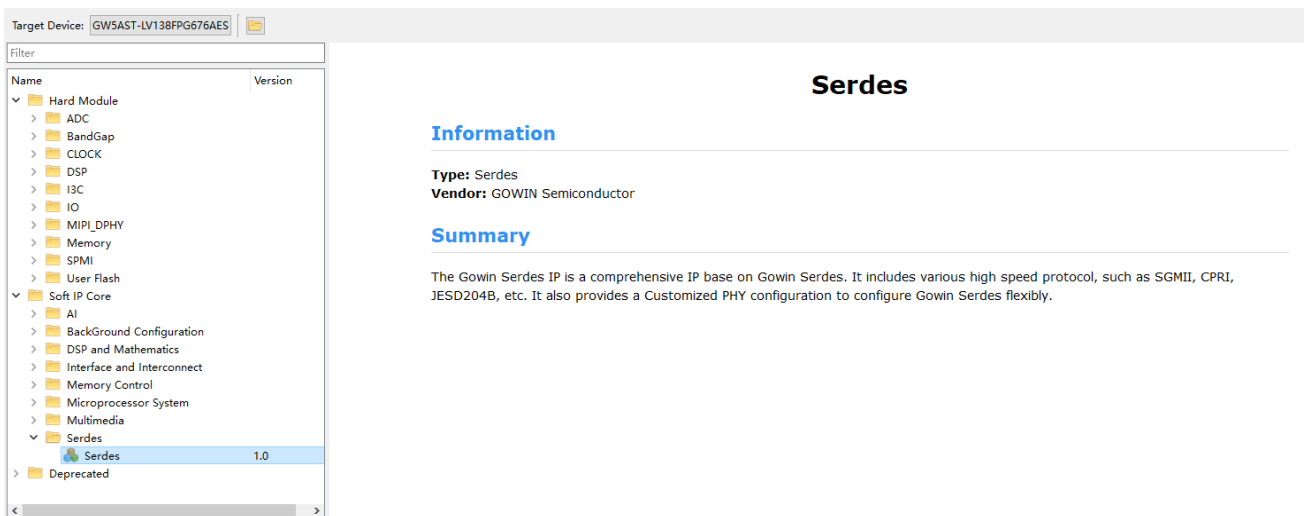 Target Device: GW5AST-LV138FPG676AES
Filter
Name Version
Hard Module
ADC
BandGap
CLOCK
DSP
I3C
IO
MIPI_DPHY
Memory
SPMI
User Flash
Soft IP Core
AI
BackGround Configuration
DSP and Mathematics
Interface and Interconnect
Memory Control
Microprocessor System
Multimedia
Serdes
Serdes 1.0
Deprecated
Serdes
Information
Type: Serdes
Vendor: GOWIN Semiconductor
Summary
The Gowin Serdes IP is a comprehensive IP base on Gowin Serdes. It includes various high speed protocol, such as SGMII, CPRI,
JESD204B, etc. It also provides a Customized PHY configuration to configure Gowin Serdes flexibly.